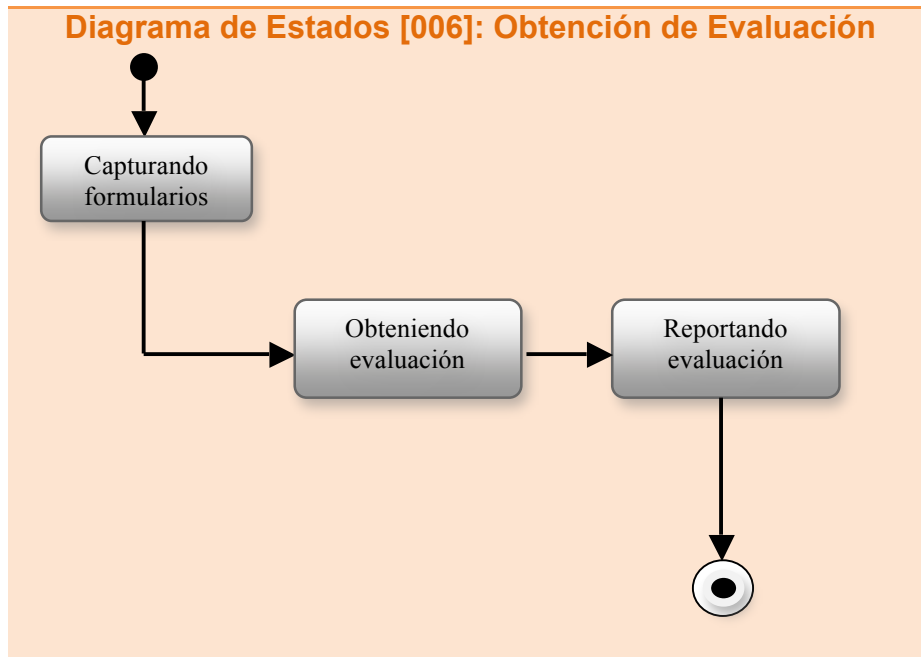 Diagrama de Estados [006]: Obtención de Evaluación
Capturando
formularios
Obteniendo
evaluación
Reportando
evaluación